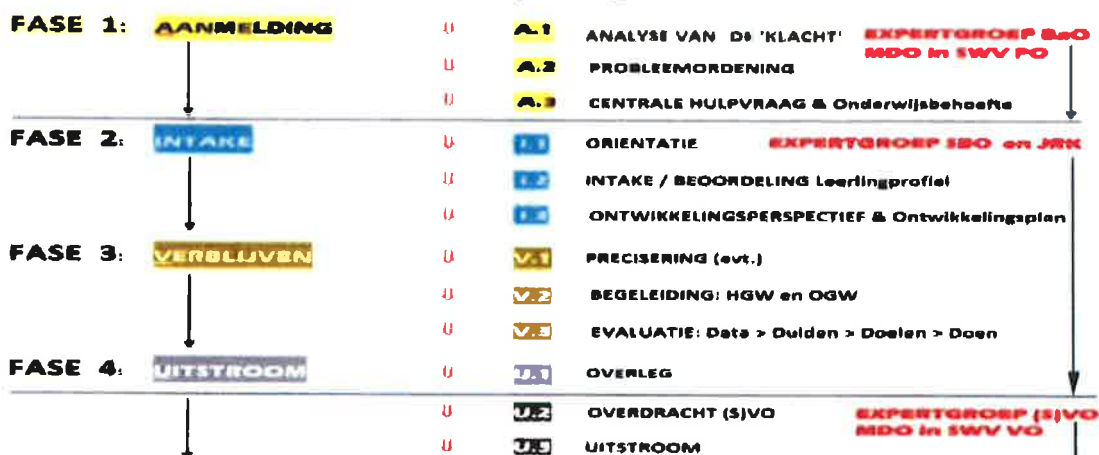 FASE 1: AANMELDING U A.1 ANALYSE VAN DE 'KLACHT' EXPERTGROEP BaO
MDO in SWV PO
U A.2 PROBLEEMORDENING
U A.3 CENTRALE HULPVRAAG & Onderwijsbehoefte
FASE 2: INTAKE U I.1 ORIENTATIE EXPERTGROEP SBO en JRK
U I.2 INTAKE / BEOORDELING Leerlingprofiel
U I.3 ONTWIKKELINGSPERSPECTIEF & Ontwikkelingsplan
FASE 3: VERBLIJVEN U V.1 PRECISERING (evt.)
U V.2 BEGELEIDING: HGW en OGW
U V.3 EVALUATIE: Data > Duiden > Doelen > Doen
FASE 4: UITSTROOM U U.1 OVERLEG
U U.2 OVERDRACHT (S)VO EXPERTGROEP (S)VO
MDO in SWV VO
U U.3 UITSTROOM